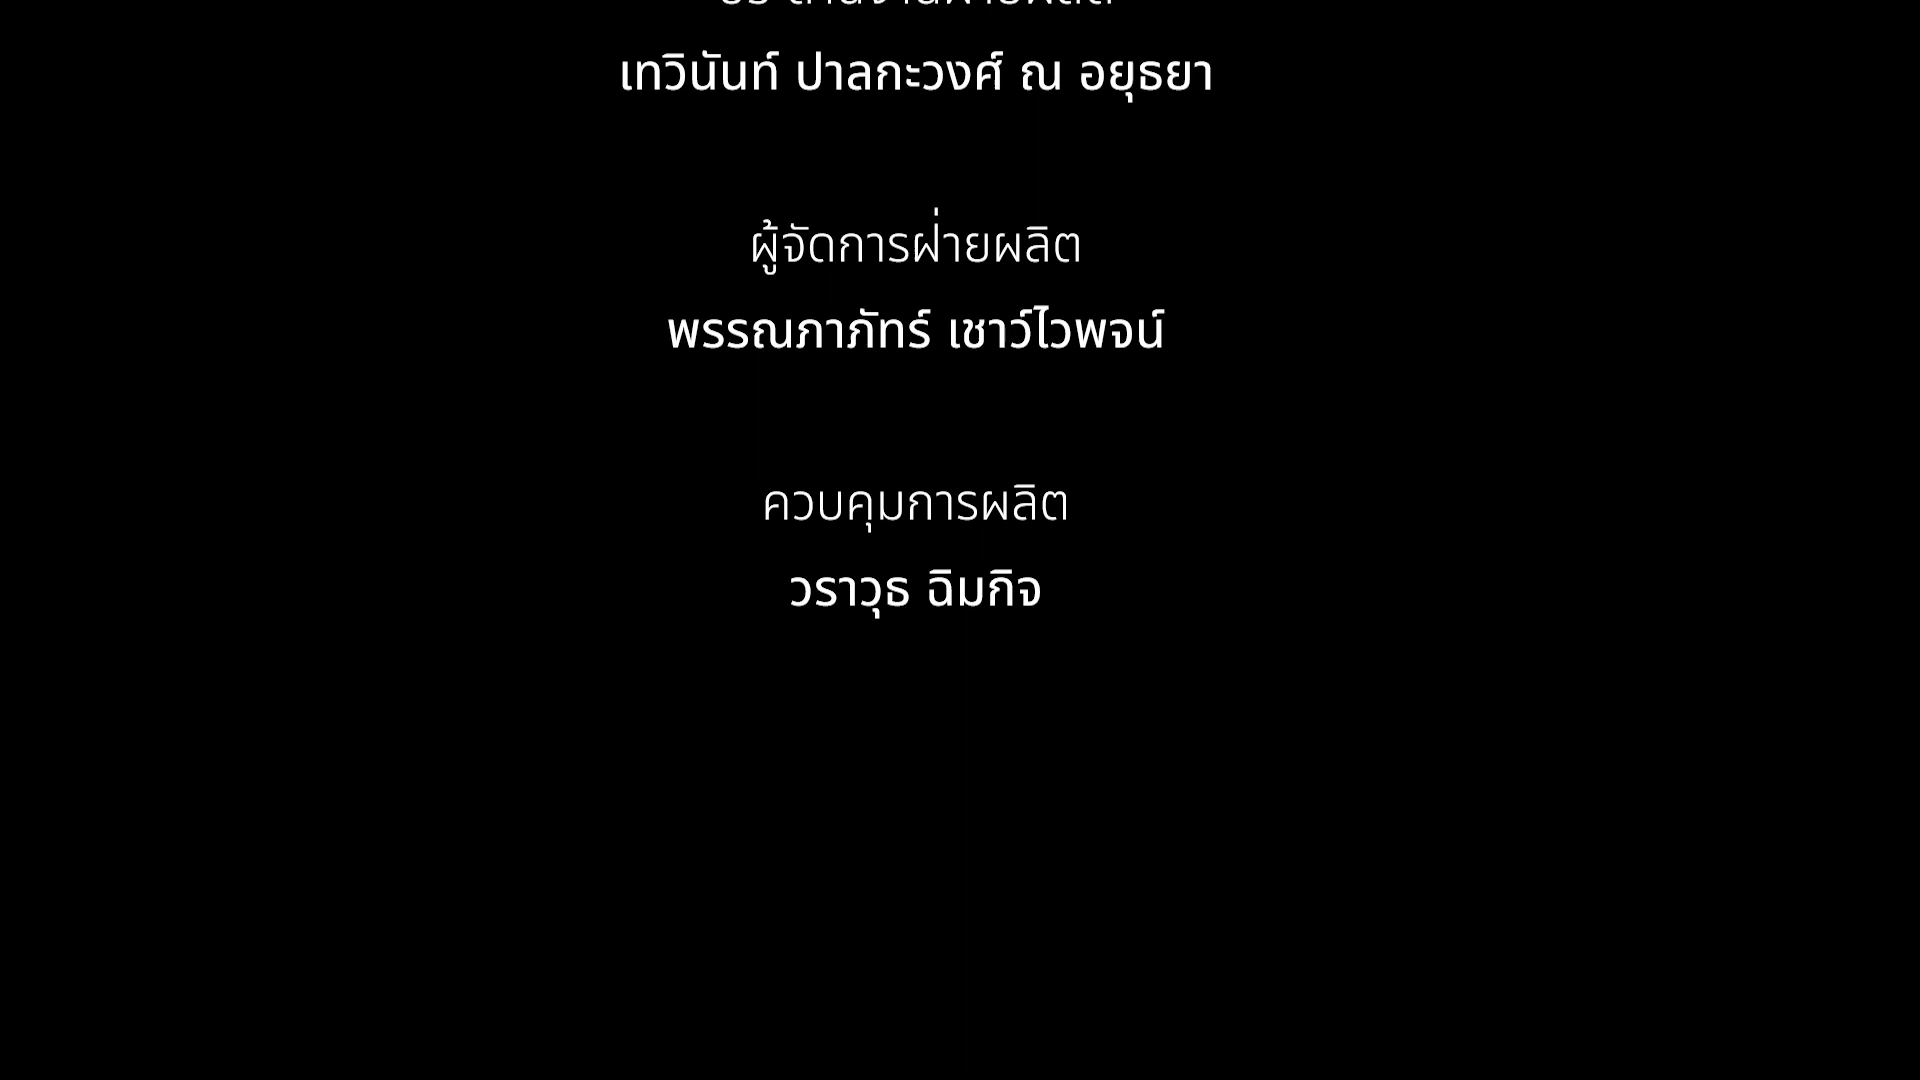 เทวินันท์ ปาลกะวงศ์ ณ อยุธยา
ผู้จัดการฝ่ายผลิต
พรรณภาภัทร์ เชาว์ไวพจน์
ควบคุมการผลิต
วราวุธ ฉิมกิจ